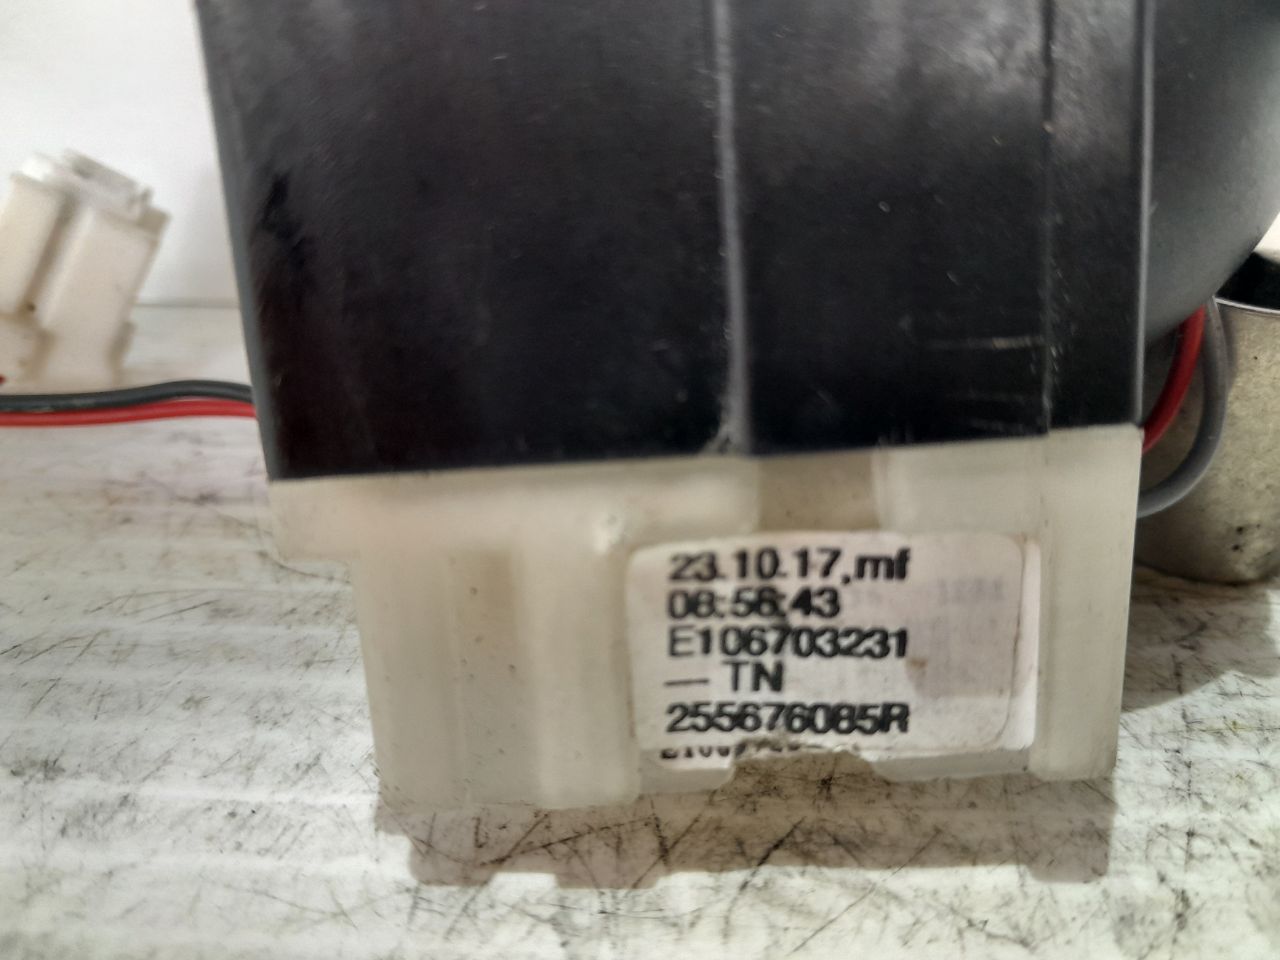 23.10.17,mf
08:56:43
E106703231
— TN
255676085R